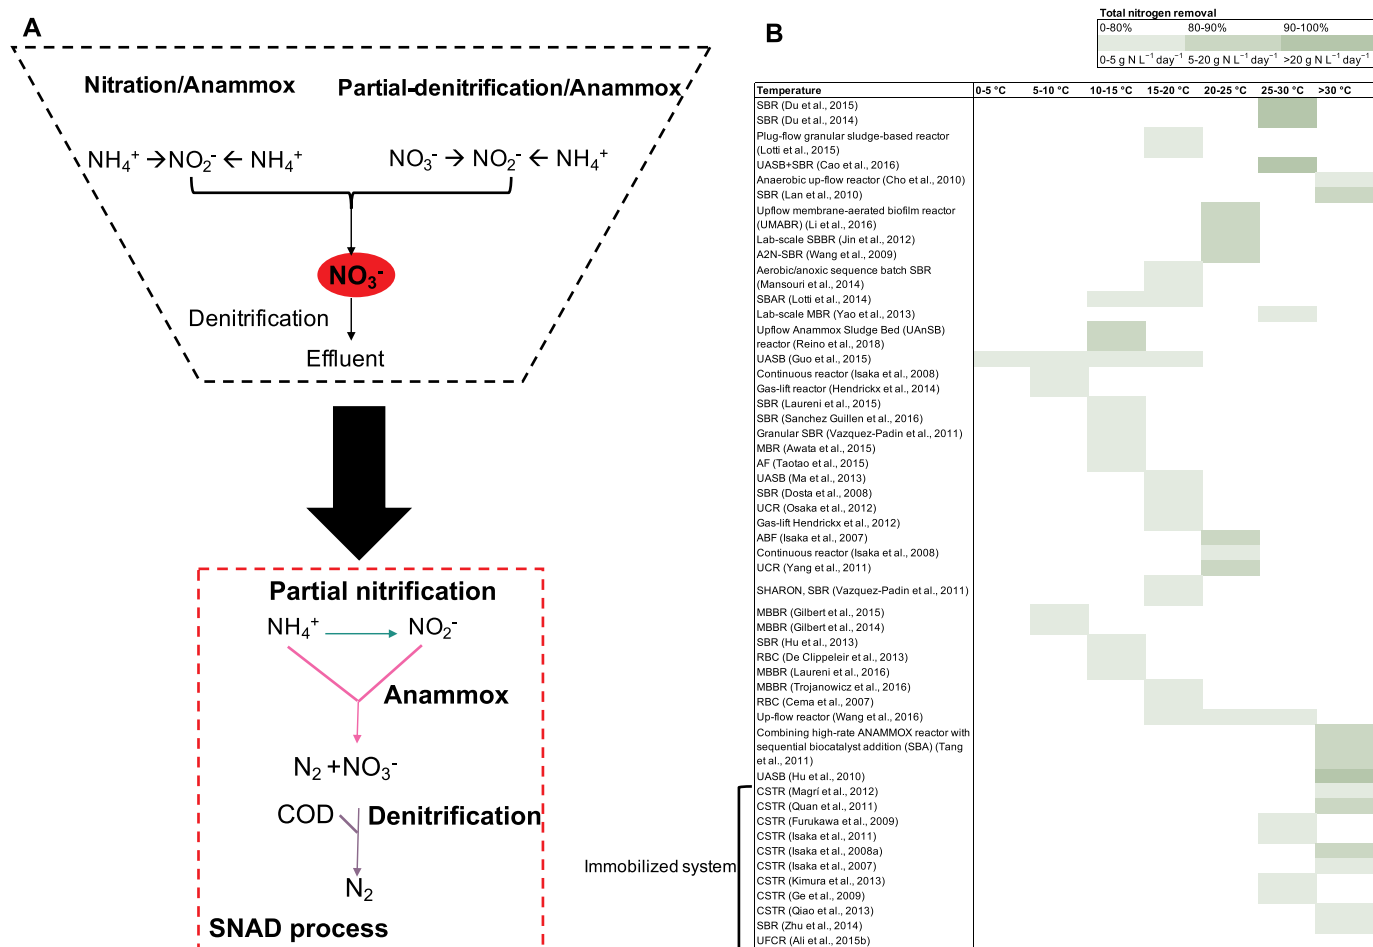 A
Nitration/Anammox
Partial-denitrification/Anammox
NH₄⁺ → NO₂⁻ ← NH₄⁺
NO₃⁻ → NO₂⁻ ← NH₄⁺
NO₃⁻
Denitrification
Effluent
Partial nitrification
NH₄⁺ → NO₂⁻
Anammox
N₂ + NO₃⁻
COD
Denitrification
N₂
SNAD process
B
Total nitrogen removal
0-80% 80-90% 90-100%
0-5 g N L⁻¹ day⁻¹ 5-20 g N L⁻¹ day⁻¹ >20 g N L⁻¹ day⁻¹
Temperature 0-5 °C 5-10 °C 10-15 °C 15-20 °C 20-25 °C 25-30 °C >30 °C
SBR (Du et al., 2015)
SBR (Du et al., 2014)
Plug-flow granular sludge-based reactor
(Lotti et al., 2015)
UASB+SBR (Cao et al., 2016)
Anaerobic up-flow reactor (Cho et al., 2010)
SBR (Lan et al., 2010)
Upflow membrane-aerated biofilm reactor
(UMABR) (Li et al., 2016)
Lab-scale SBBR (Jin et al., 2012)
A2N-SBR (Wang et al., 2009)
Aerobic/anoxic sequence batch SBR
(Mansouri et al., 2014)
SBAR (Lotti et al., 2014)
Lab-scale MBR (Yao et al., 2013)
Upflow Anammox Sludge Bed (UAnSB)
reactor (Reino et al., 2018)
UASB (Guo et al., 2015)
Continuous reactor (Isaka et al., 2008)
Gas-lift reactor (Hendrickx et al., 2014)
SBR (Laureni et al., 2015)
SBR (Sanchez Guillen et al., 2016)
Granular SBR (Vazquez-Padin et al., 2011)
MBR (Awata et al., 2015)
AF (Taotao et al., 2015)
UASB (Ma et al., 2013)
SBR (Dosta et al., 2008)
UCR (Osaka et al., 2012)
Gas-lift Hendrickx et al., 2012)
ABF (Isaka et al., 2007)
Continuous reactor (Isaka et al., 2008)
UCR (Yang et al., 2011)
SHARON, SBR (Vazquez-Padin et al., 2011)
MBBR (Gilbert et al., 2015)
MBBR (Gilbert et al., 2014)
SBR (Hu et al., 2013)
RBC (De Clippeleir et al., 2013)
MBBR (Laureni et al., 2016)
MBBR (Trojanowicz et al., 2016)
RBC (Cema et al., 2007)
Up-flow reactor (Wang et al., 2016)
Combining high-rate ANAMMOX reactor with
sequential biocatalyst addition (SBA) (Tang
et al., 2011)
UASB (Hu et al., 2010)
CSTR (Magrí et al., 2012)
CSTR (Quan et al., 2011)
CSTR (Furukawa et al., 2009)
CSTR (Isaka et al., 2011)
CSTR (Isaka et al., 2008a)
Immobilized system
CSTR (Isaka et al., 2007)
CSTR (Kimura et al., 2013)
CSTR (Ge et al., 2009)
CSTR (Qiao et al., 2013)
SBR (Zhu et al., 2014)
UFCR (Ali et al., 2015b)